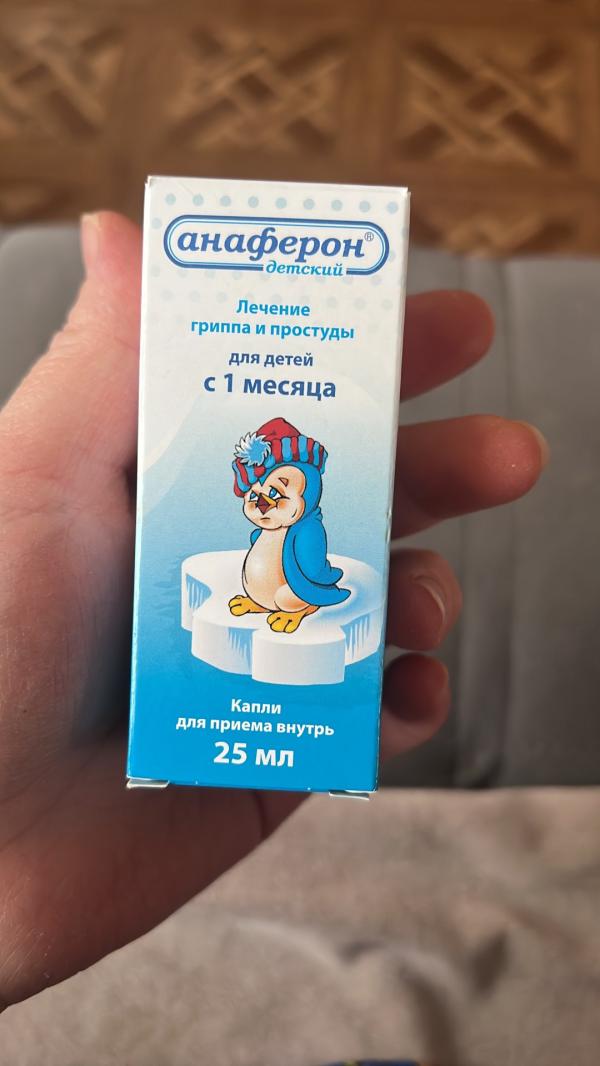 анаферон®
детский
Лечение
гриппа и простуды
для детей
с 1 месяца
Капли
для приема внутрь
25 мл